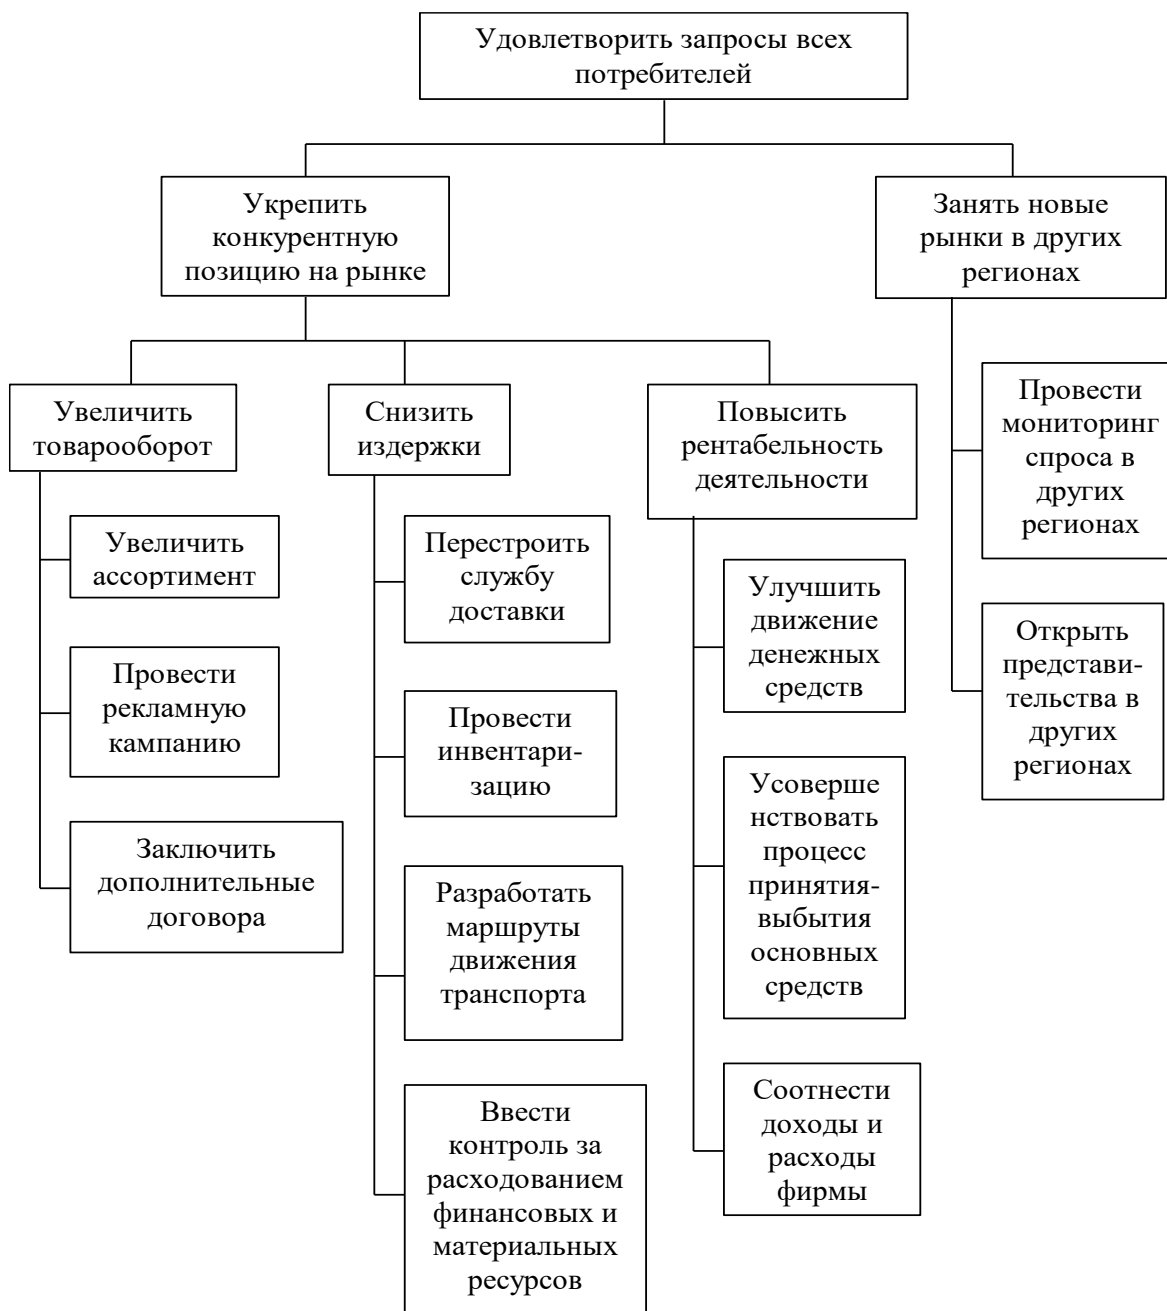 Удовлетворить запросы всех
потребителей
Укрепить
конкурентную
позицию на рынке
Занять новые
рынки в других
регионах
Увеличить
товарооборот
Снизить
издержки
Повысить
рентабельность
деятельности
Провести
мониторинг
спроса в
других
регионах
Увеличить
ассортимент
Провести
рекламную
кампанию
Заключить
дополнительные
договора
Перестроить
службу
доставки
Провести
инвентари-
зацию
Разработать
маршруты
движения
транспорта
Ввести
контроль за
расходованием
финансовых и
материальных
ресурсов
Улучшить
движение
денежных
средств
Усоверше
нствовать
процесс
принятия-
выбытия
основных
средств
Соотнести
доходы и
расходы
фирмы
Открыть
представи-
тельства в
других
регионах